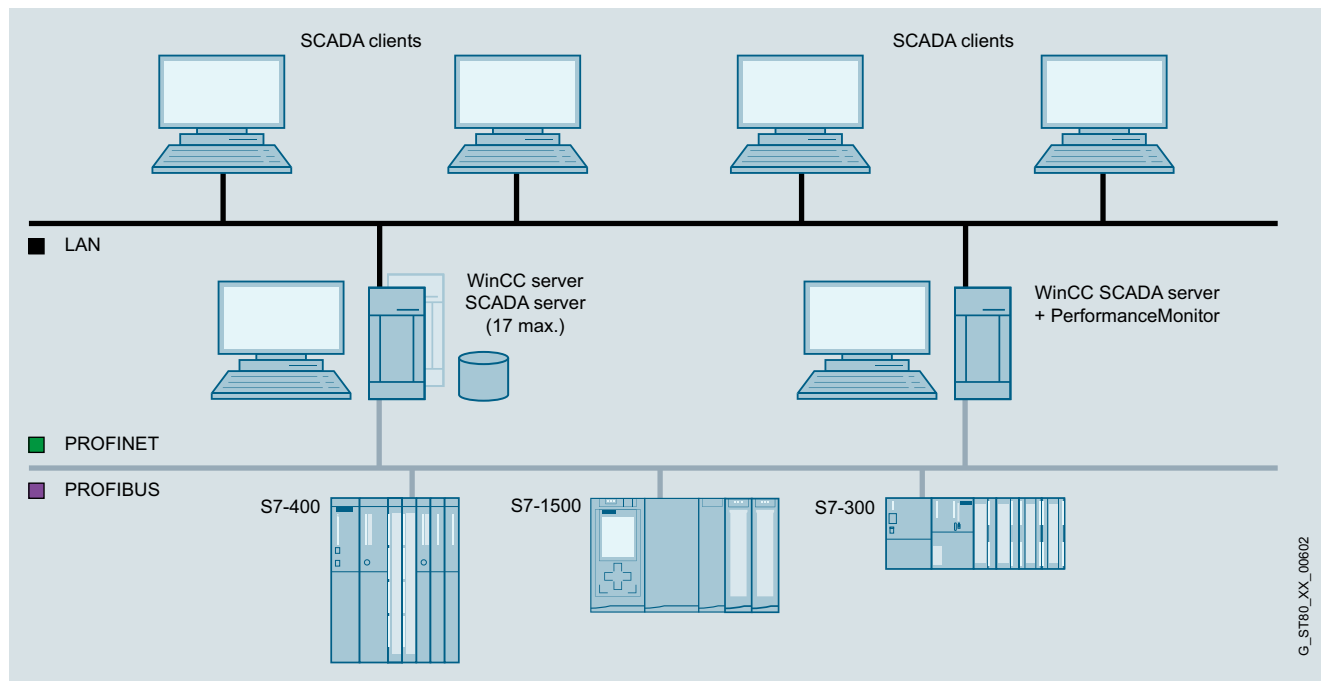 SCADA clients
SCADA clients
LAN
WinCC server
SCADA server
(17 max.)
WinCC SCADA server
+ PerformanceMonitor
PROFINET
PROFIBUS
S7-400
S7-1500
S7-300
G_ST80_XX_00602